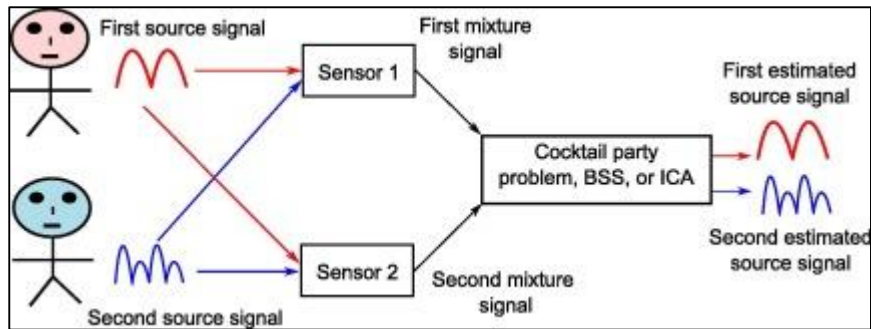 First source signal
First mixture
signal
Sensor 1
First estimated
source signal
Cocktail party
problem, BSS, or ICA
Sensor 2
Second estimated
source signal
Second mixture
signal
Second source signal